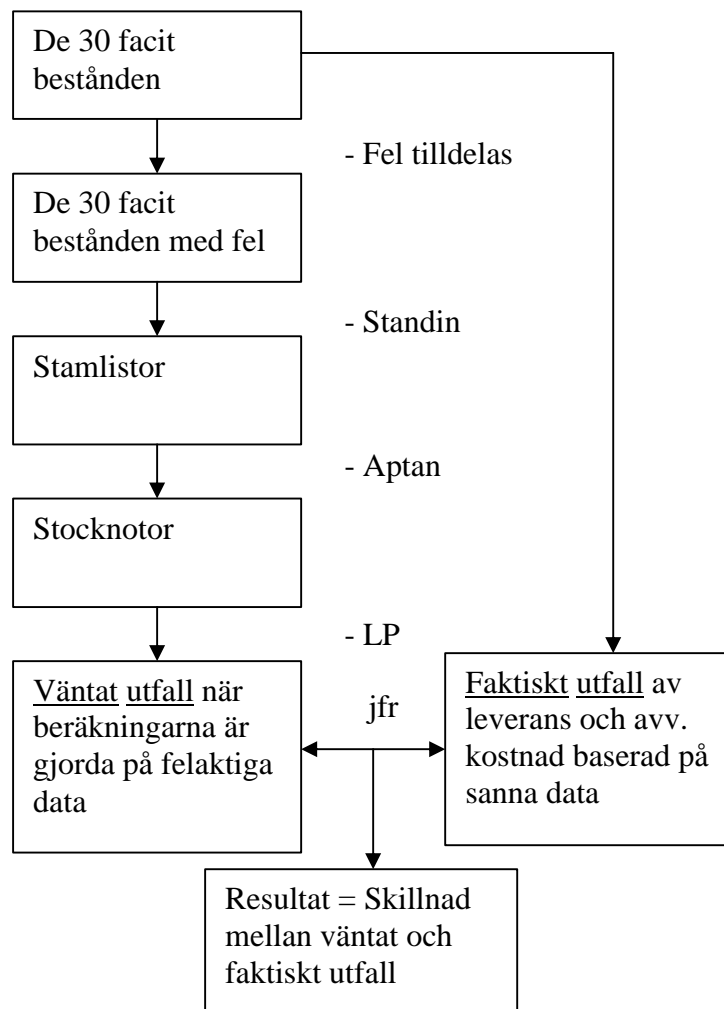 De 30 facit
bestånden
- Fel tilldelas
De 30 facit
bestånden med fel
- Standin
Stamlistor
- Aptan
Stocknotor
- LP
Väntat utfall när
beräkningarna är
gjorda på felaktiga
data
jfr
Faktiskt utfall av
leverans och avv.
kostnad baserad på
sanna data
Resultat = Skillnad
mellan väntat och
faktiskt utfall